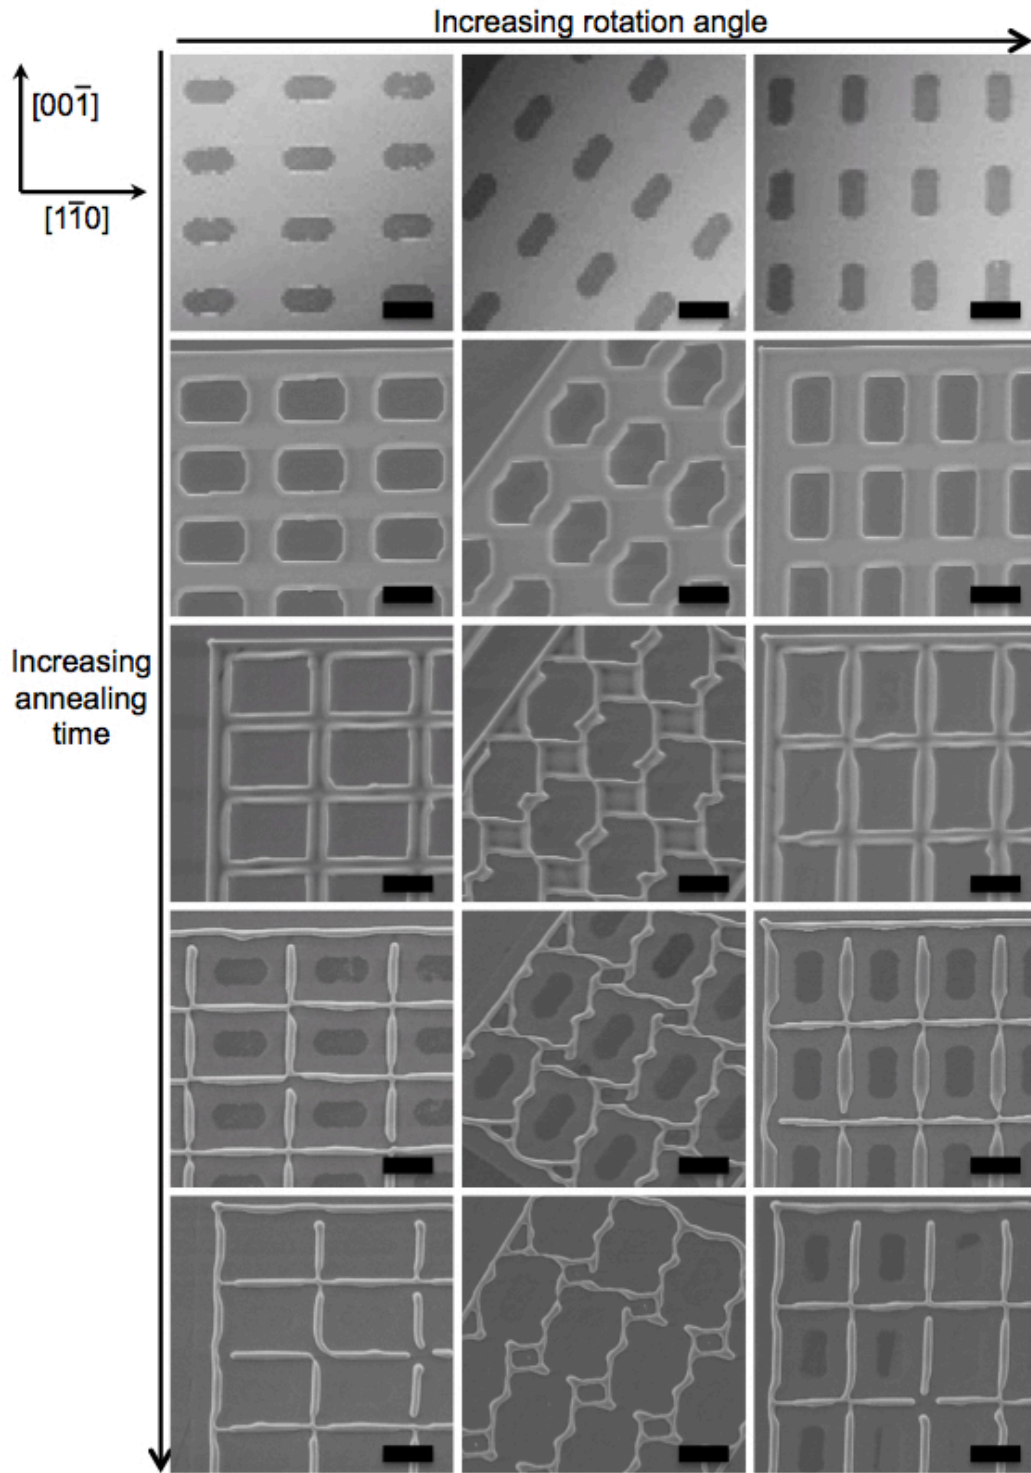 Increasing rotation angle
[001̄]
[11̄0]
Increasing
annealing
time